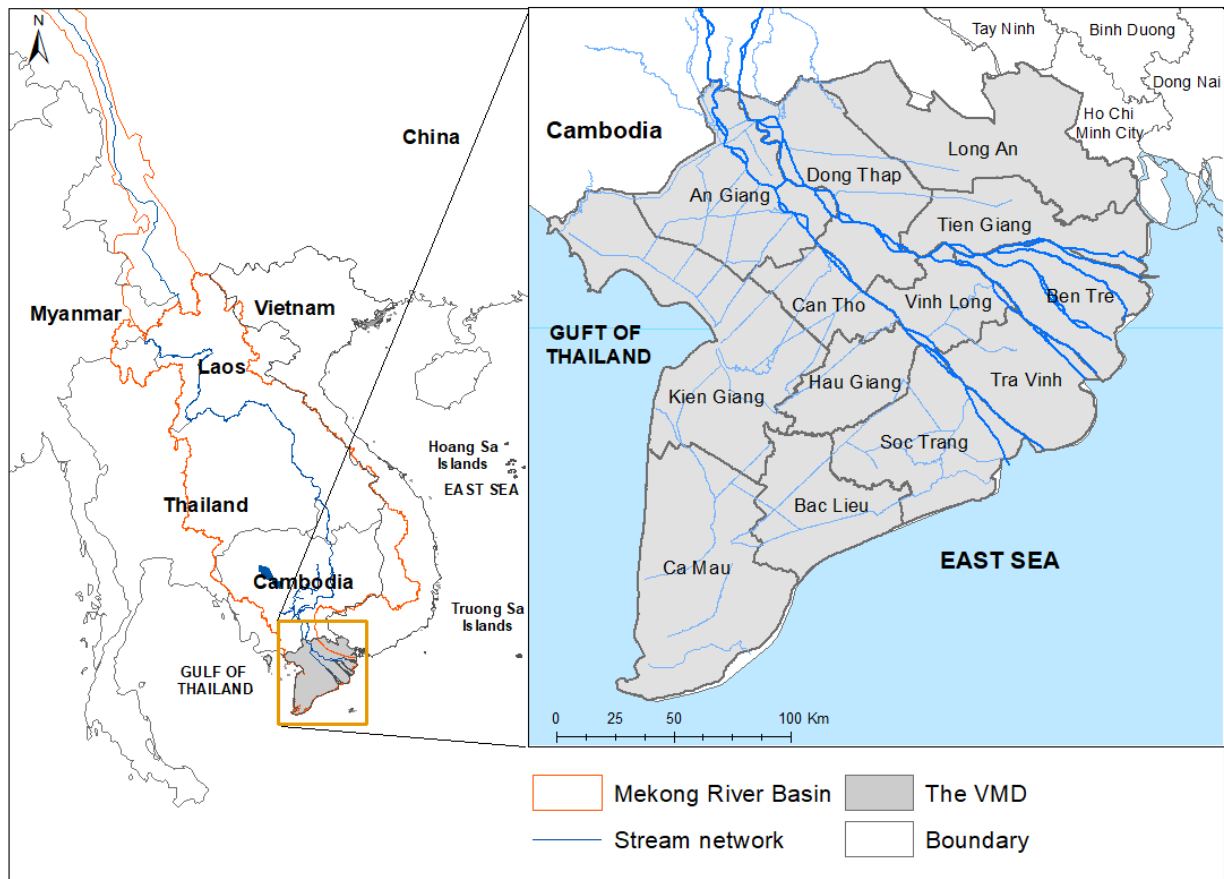 N
China
Myanmar
Vietnam
Laos
Hoang Sa
Islands
EAST SEA
Thailand
Cambodia
Truong Sa
Islands
GULF OF
THAILAND
Tay Ninh
Binh Duong
Dong Nai
Ho Chi
Minh City
Cambodia
Long An
Dong Thap
An Giang
Tien Giang
Can Tho
Vinh Long
Ben Tre
GUFT OF
THAILAND
Hau Giang
Tra Vinh
Kien Giang
Soc Trang
Bac Lieu
EAST SEA
Ca Mau
0 25 50 100 Km
Mekong River Basin
The VMD
Stream network
Boundary